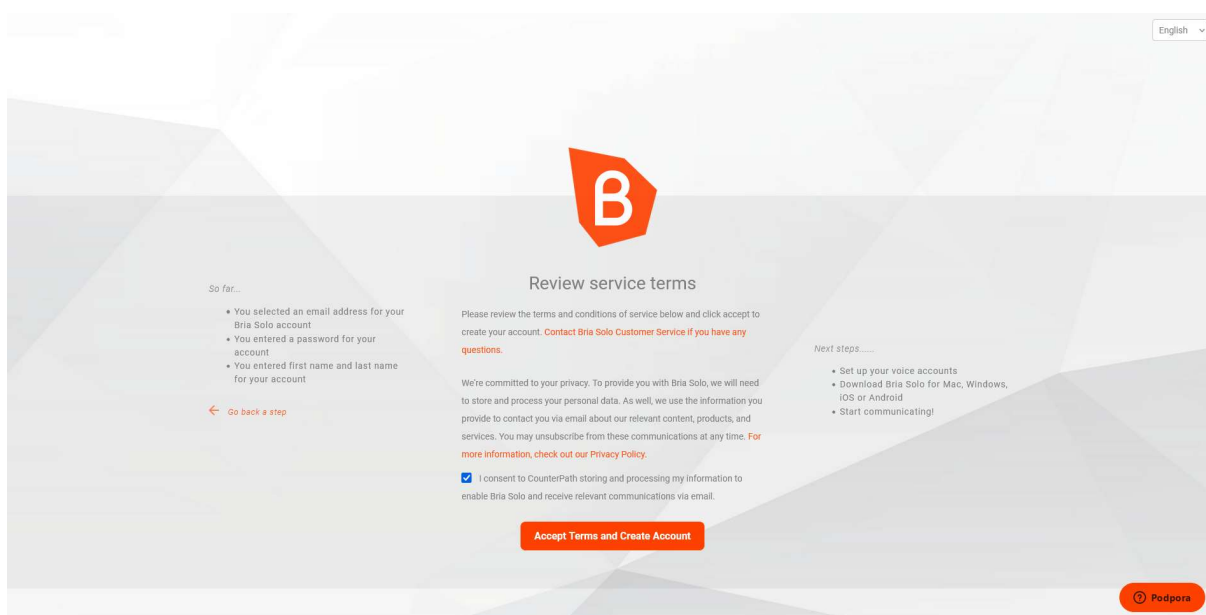 English
B
Review service terms
So far...
You selected an email address for your
Bria Solo account
You entered a password for your
account
You entered first name and last name
for your account
Go back a step
Please review the terms and conditions of service below and click accept to
create your account. Contact Bria Solo Customer Service if you have any
questions.
We're committed to your privacy. To provide you with Bria Solo, we will need
to store and process your personal data. As well, we use the information you
provide to contact you via email about our relevant content, products, and
services. You may unsubscribe from these communications at any time. For
more information, check out our Privacy Policy.
I consent to CounterPath storing and processing my information to
enable Bria Solo and receive relevant communications via email.
Accept Terms and Create Account
Next steps......
Set up your voice accounts
Download Bria Solo for Mac, Windows,
iOS or Android
Start communicating!
Podpora